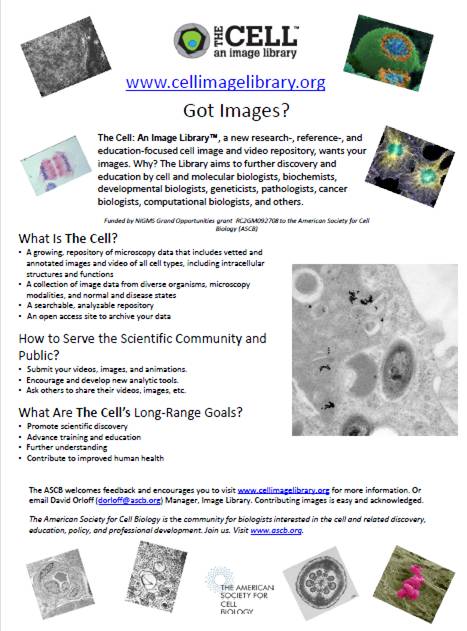 THE CELL™
an image library
www.cellimagelibrary.org
Got Images?
The Cell: An Image Library™, a new research-, reference-, and
education-focused cell image and video repository, wants your
images. Why? The Library aims to further discovery and
education by cell and molecular biologists, biochemists,
developmental biologists, geneticists, pathologists, cancer
biologists, computational biologists, and others.
Funded by NIGMS Grand Opportunities grant RC2GM092708 to the American Society for Cell
Biology (ASCB)
What Is The Cell?
• A growing, repository of microscopy data that includes vetted and
annotated images and video of all cell types, including intracellular
structures and functions
• A collection of image data from diverse organisms, microscopy
modalities, and normal and disease states
• A searchable, analyzable repository
• An open access site to archive your data
How to Serve the Scientific Community and
Public?
• Submit your videos, images, and animations.
• Encourage and develop new analytic tools.
• Ask others to share their videos, images, etc.
What Are The Cell's Long-Range Goals?
• Promote scientific discovery
• Advance training and education
• Further understanding
• Contribute to improved human health
The ASCB welcomes feedback and encourages you to visit www.cellimagelibrary.org for more information. Or
email David Orloff (dorloff@ascb.org) Manager, Image Library. Contributing images is easy and acknowledged.
The American Society for Cell Biology is the community for biologists interested in the cell and related discovery,
education, policy, and professional development. Join us. Visit www.ascb.org.
THE AMERICAN
SOCIETY FOR
CELL
BIOLOGY